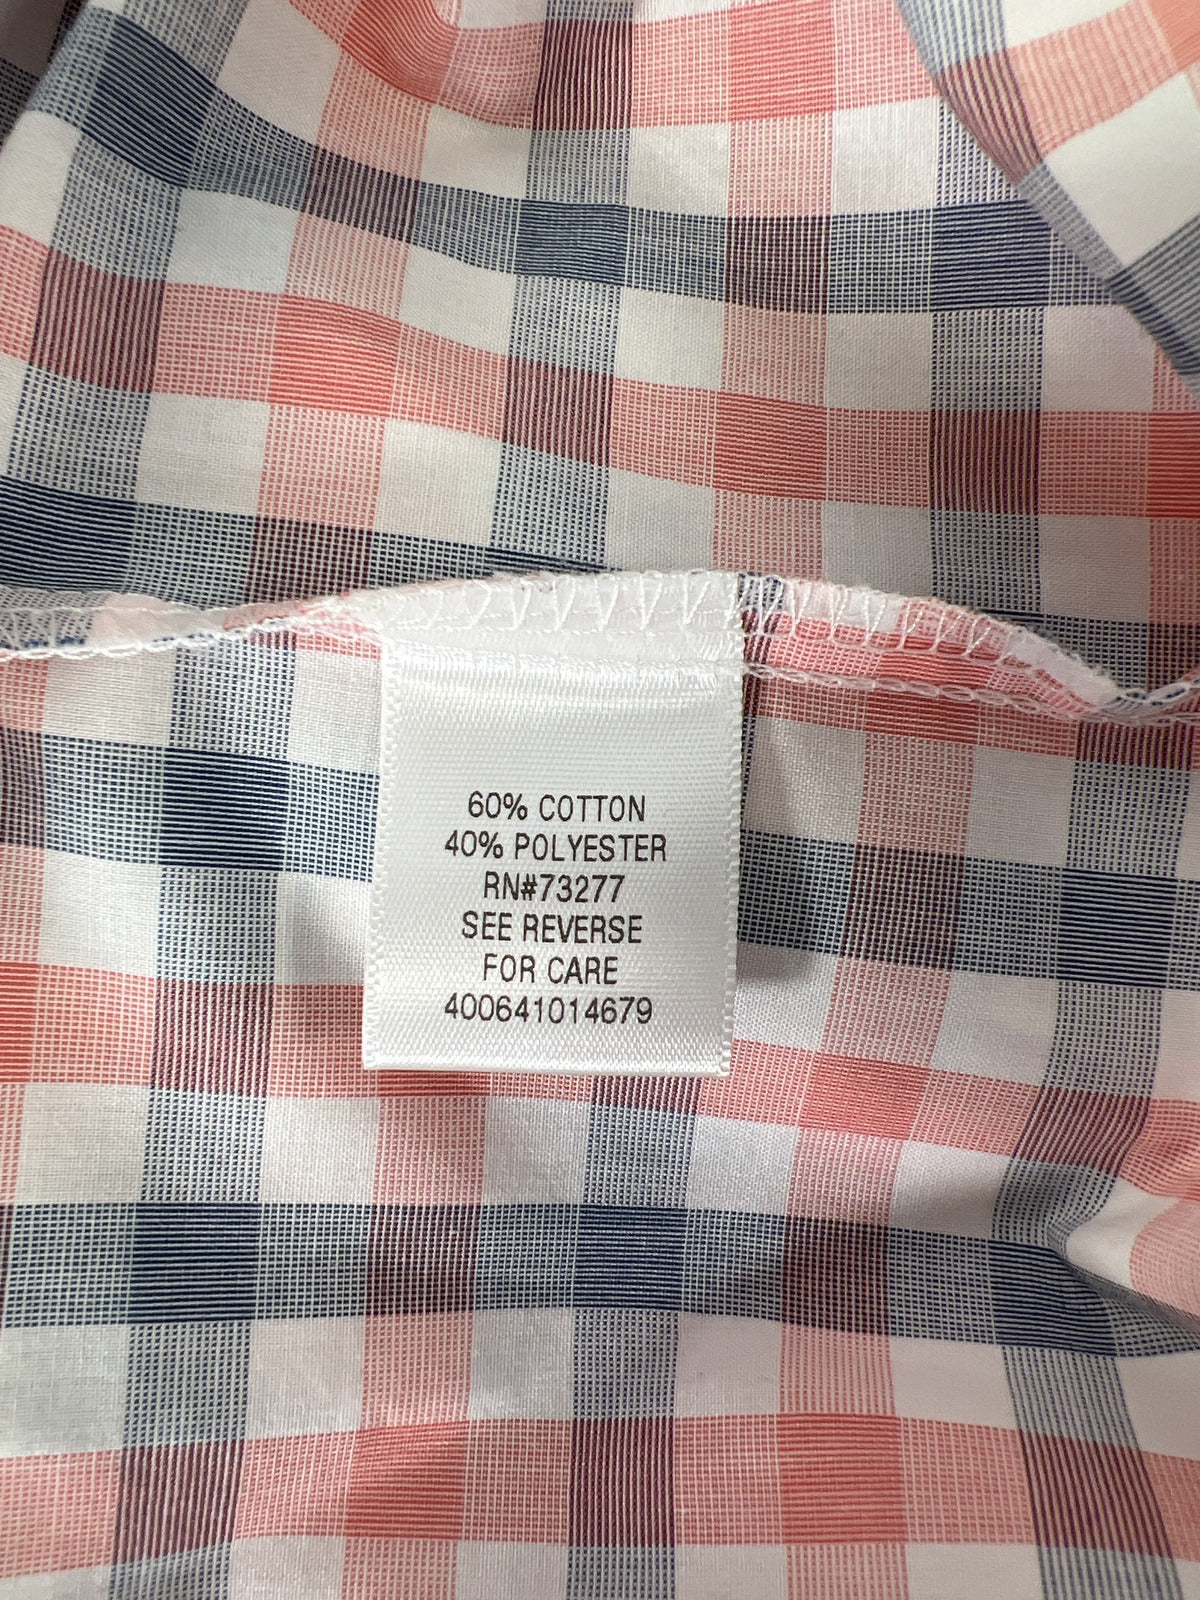 60% COTTON
40% POLYESTER
RN#73277
SEE REVERSE
FOR CARE
400641014679